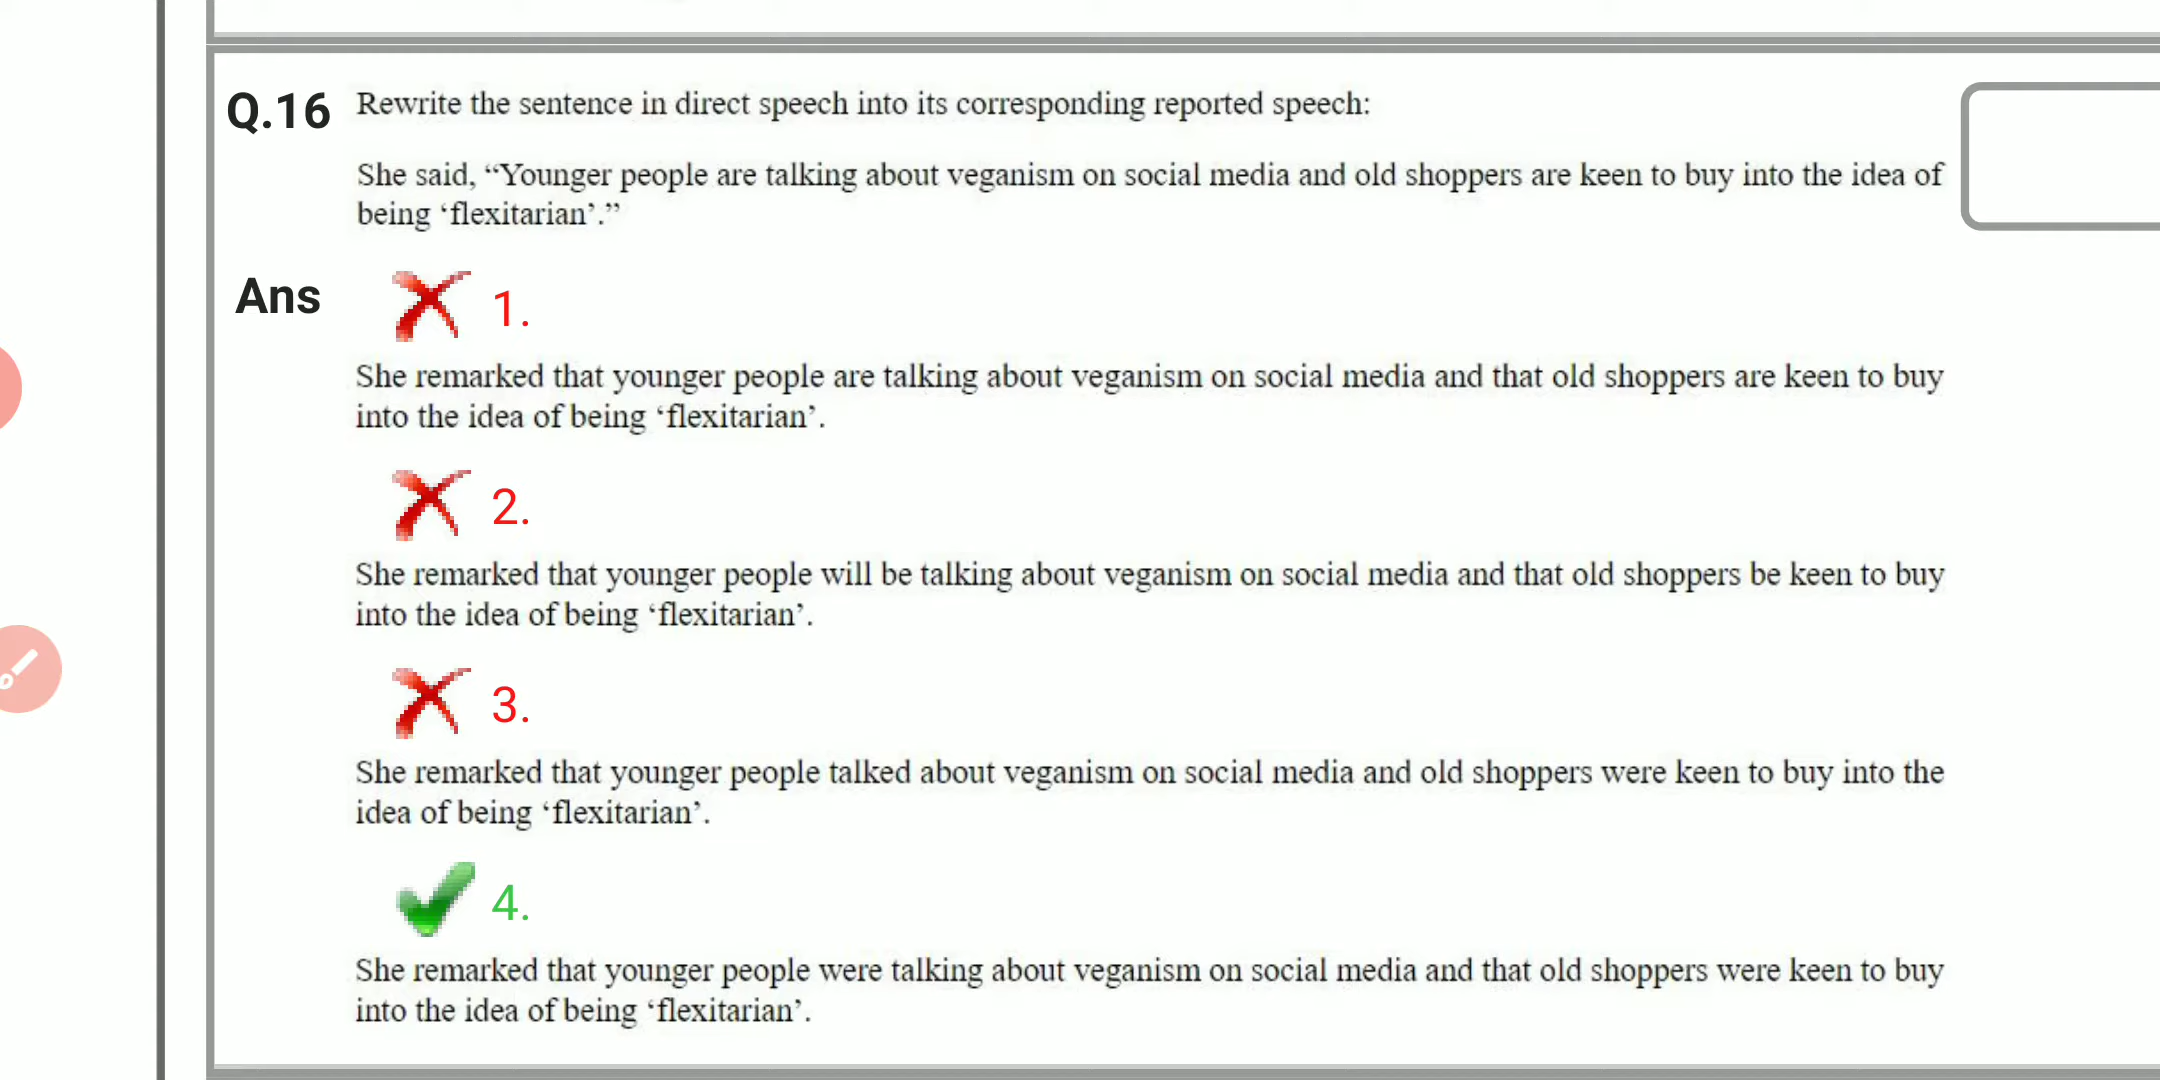 Q.16 Rewrite the sentence in direct speech into its corresponding reported speech:
She said, “Younger people are talking about veganism on social media and old shoppers are keen to buy into the idea of
being ‘flexitarian’.”
Ans 1.
She remarked that younger people are talking about veganism on social media and that old shoppers are keen to buy
into the idea of being ‘flexitarian’.
2.
She remarked that younger people will be talking about veganism on social media and that old shoppers be keen to buy
into the idea of being ‘flexitarian’.
3.
She remarked that younger people talked about veganism on social media and old shoppers were keen to buy into the
idea of being ‘flexitarian’.
4.
She remarked that younger people were talking about veganism on social media and that old shoppers were keen to buy
into the idea of being ‘flexitarian’.